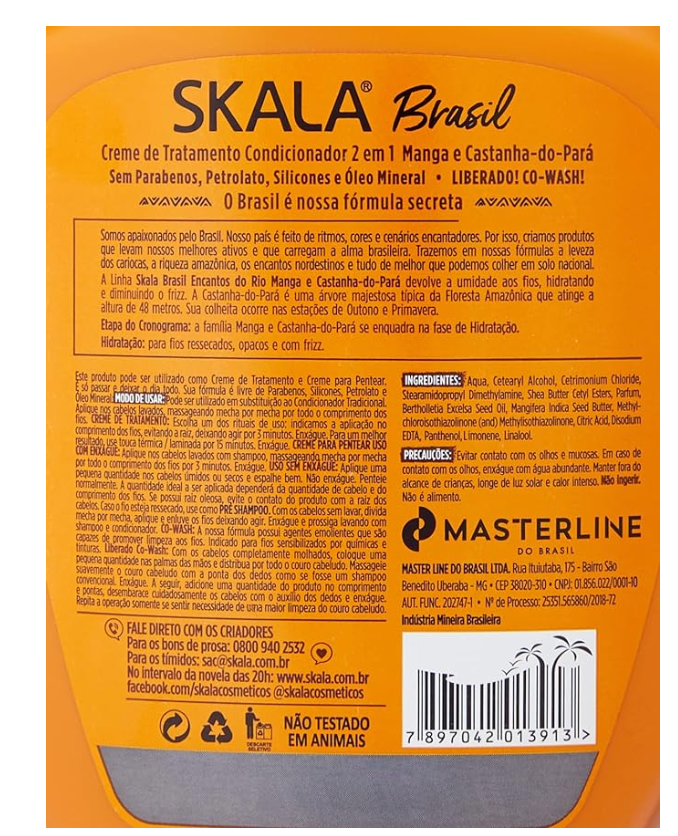 SKALA® Brasil
Creme de Tratamento Condicionador 2 em 1 Manga e Castanha-do-Pará
Sem Parabenos, Petrolato, Silicones e Óleo Mineral • LIBERADO! CO-WASH!
O Brasil é nossa fórmula secreta
Somos apaixonados pelo Brasil. Nosso país é feito de ritmos, cores e cenários encantadores. Por isso, criamos produtos
que levam nossos melhores ativos e que carregam a alma brasileira. Trazemos em nossas fórmulas a leveza
dos cariocas, a riqueza amazônica, os encantos nordestinos e tudo de melhor que podemos colher em solo nacional.
A Linha Skala Brasil Encantos do Rio Manga e Castanha-do-Pará devolve a umidade aos fios, hidratando
e diminuindo o frizz. A Castanha-do-Pará é uma árvore majestosa típica da Floresta Amazônica que atinge a
altura de 48 metros. Sua colheita ocorre nas estações de Outono e Primavera.
Etapa do Cronograma: a família Manga e Castanha-do-Pará se enquadra na fase de Hidratação.
Hidratação: para fios ressecados, opacos e com frizz.
Este produto pode ser utilizado como Creme de Tratamento e Creme para Pentear.
E só passar e deixar o dia todo. Sua fórmula é livre de Parabenos, Silicones, Petrolato e
Óleo Mineral. MODO DE USAR: Pode ser utilizado em substituição ao Condicionador Tradicional.
Aplique nos cabelos lavados, massageando mecha por mecha por todo o comprimento dos
fios. CREME DE TRATAMENTO: Escolha um dos rituais de uso: indicamos a aplicação no
comprimento dos fios, evitando a raiz, deixando agir por 3 minutos. Enxágue. Para um melhor
resultado, use touca térmica / laminada por 15 minutos. Enxágue. CREME PARA PENTEAR USO
COM ENXAGUE: Aplique nos cabelos lavados com shampoo, massageando mecha por mecha
por todo o comprimento dos fios por 3 minutos. Enxágue. USO SEM ENXÁGUE: Aplique uma
pequena quantidade nos cabelos úmidos ou secos e espalhe bem. Não enxágue. Penteie
normalmente. A quantidade ideal a ser aplicada dependerá da quantidade de cabelo e do
comprimento dos fios. Se possui raiz oleosa, evite o contato do produto com a raiz dos
cabelos. Caso o fio esteja ressecado, use como PRÉ SHAMPOO. Com os cabelos sem lavar, divida
mecha por mecha, aplique e enluve os fios deixando agir. Enxágue e prossiga lavando com
shampoo e condicionador. CO-WASH: A nossa fórmula possui agentes emolientes que são
capazes de promover limpeza aos fios. Indicado para fios sensibilizados por químicas e
tinturas. Liberado Co-Wash: Com os cabelos completamente molhados, coloque uma
pequena quantidade nas palmas das mãos e distribua por todo o couro cabeludo. Massageie
suavemente o couro cabeludo com a ponta dos dedos como se fosse um shampoo
convencional. Enxágue. A seguir, adicione uma quantidade do produto no comprimento
e pontas, desembarace cuidadosamente os cabelos com o auxílio dos dedos e enxágue.
Repita a operação somente se sentir necessidade de uma maior limpeza do couro cabeludo.
INGREDIENTES: Aqua, Cetearyl Alcohol, Cetrimonium Chloride,
Stearamidopropyl Dimethylamine, Shea Butter Cetyl Esters, Parfum,
Bertholletia Excelsa Seed Oil, Mangifera Indica Seed Butter, Methyl-
chloroisothiazolinone (and) Methylisothiazolinone, Citric Acid, Disodium
EDTA, Panthenol, Limonene, Linalool.
PRECAUÇÕES: Evitar contato com os olhos e mucosas. Em caso de
contato com os olhos, enxágue com água abundante. Manter fora do
alcance de crianças, longe de luz solar e calor intenso. Não Ingerir.
Não é alimento.
MASTERLINE
DO BRASIL
MASTER LINE DO BRASIL LTDA. Rua Ituiutaba, 175 - Bairro São
Benedito Uberaba - MG • CEP 38020-310 • CNPJ: 01.856.022/0001-10
AUT. FUNC. 202747-1 • Nº de Processo: 25351.565860/2018-72
Indústria Mineira Brasileira
FALE DIRETO COM OS CRIADORES
Para os bons de prosa: 0800 940 2532
Para os tímidos: sac@skala.com.br
No intervalo da novela das 20h: www.skala.com.br
facebook.com/skalacosmeticos @skalacosmeticos
DESCARTE
SELETIVO
NÃO TESTADO
EM ANIMAIS
7 897042 013913 >